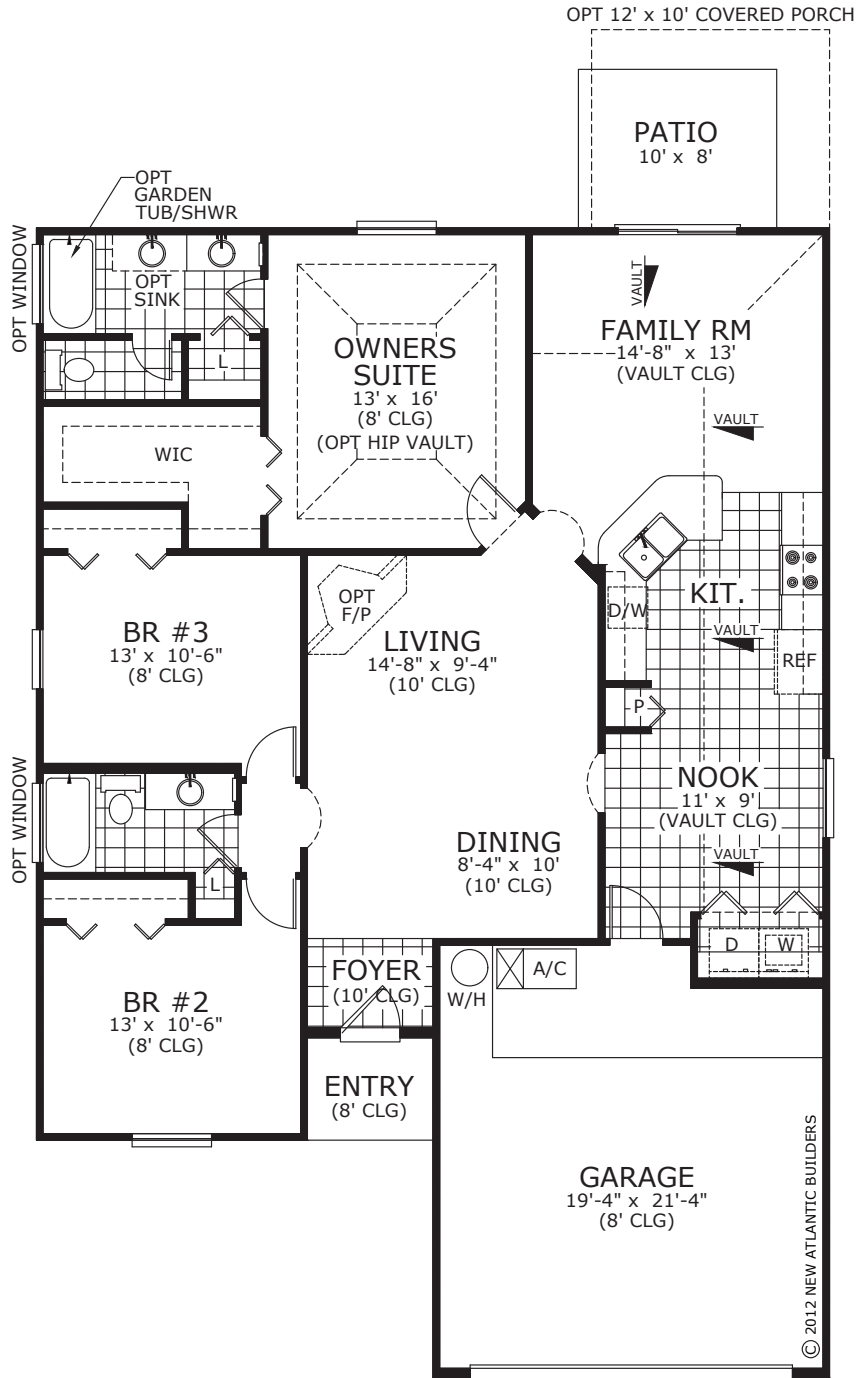 OPT 12' x 10' COVERED PORCH
PATIO
10' x 8'
OPT
GARDEN
TUB/SHWR
OPT WINDOW
OPT
SINK
L
OWNERS
SUITE
13' x 16'
(8' CLG)
(OPT HIP VAULT)
VAULT
FAMILY RM
14'-8" x 13'
(VAULT CLG)
VAULT
WIC
OPT
F/P
BR #3
13' x 10'-6"
(8' CLG)
LIVING
14'-8" x 9'-4"
(10' CLG)
D/W
KIT.
VAULT
REF
P
OPT WINDOW
NOOK
11' x 9'
(VAULT CLG)
VAULT
DINING
8'-4" x 10'
(10' CLG)
L
D
W
FOYER
(10' CLG)
W/H
A/C
BR #2
13' x 10'-6"
(8' CLG)
ENTRY
(8' CLG)
GARAGE
19'-4" x 21'-4"
(8' CLG)
© 2012 NEW ATLANTIC BUILDERS